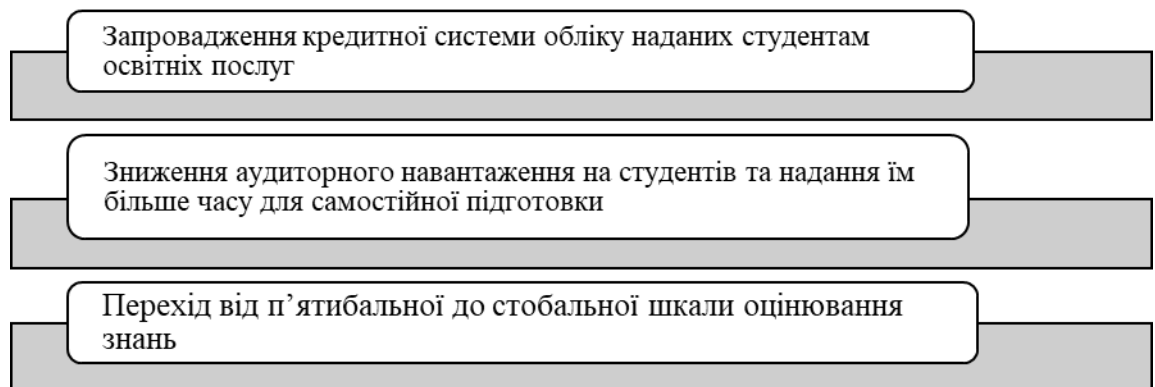 Запровадження кредитної системи обліку наданих студентам
освітніх послуг
Зниження аудиторного навантаження на студентів та надання їм
більше часу для самостійної підготовки
Перехід від п’ятибальної до стобальної шкали оцінювання
знань